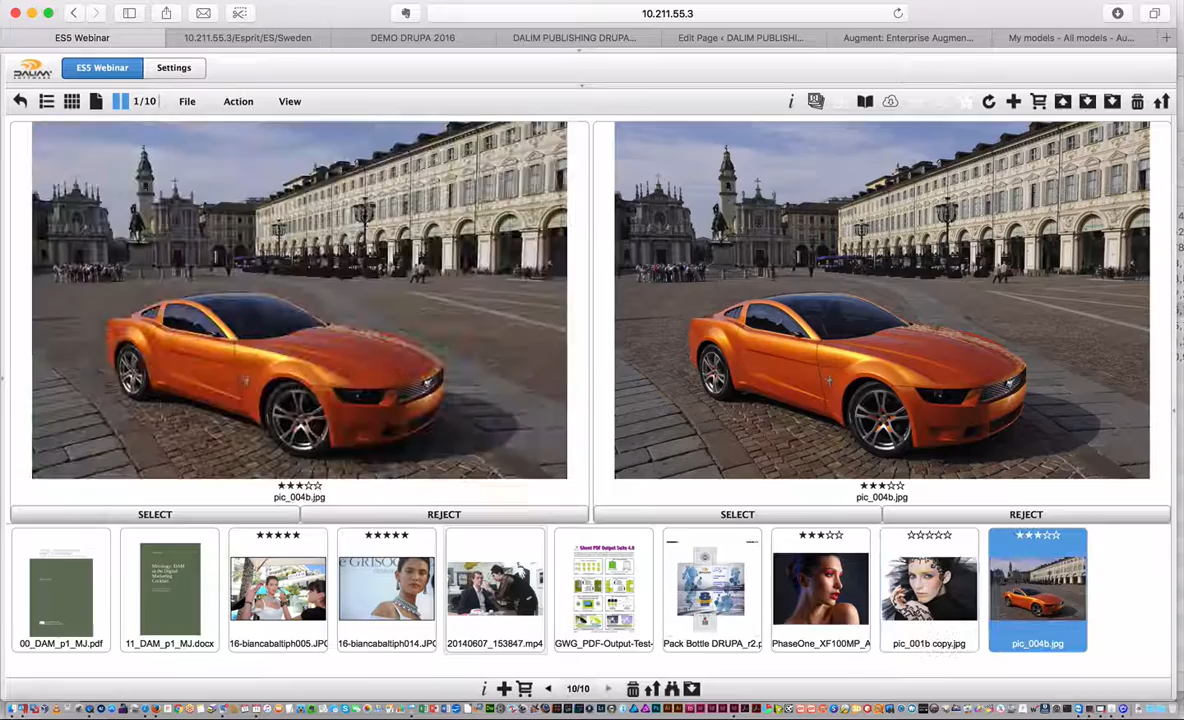 10.211.55.3
ES5 Webinar
10.211.55.3/Esprit/ES/Sweden
DEMO DRUPA 2016
DALIM PUBLISHING DRUPA...
Edit Page ‹ DALIM PUBLISHI...
Augment: Enterprise Augmen...
My models - All models - Au...
DALIM
SOFTWARE
ES5 Webinar
Settings
1/10
File
Action
View
pic_004b.jpg
pic_004b.jpg
SELECT
REJECT
SELECT
REJECT
00_DAM_p1_MJ.pdf
11_DAM_p1_MJ.docx
16-biancabaltiph005.JPG
16-biancabaltiph014.JPG
20140607_153847.mp4
GWG_PDF-Output-Test-
Pack Bottle DRUPA_r2.p
PhaseOne_XF100MP_A
pic_001b copy.jpg
pic_004b.jpg
10/10